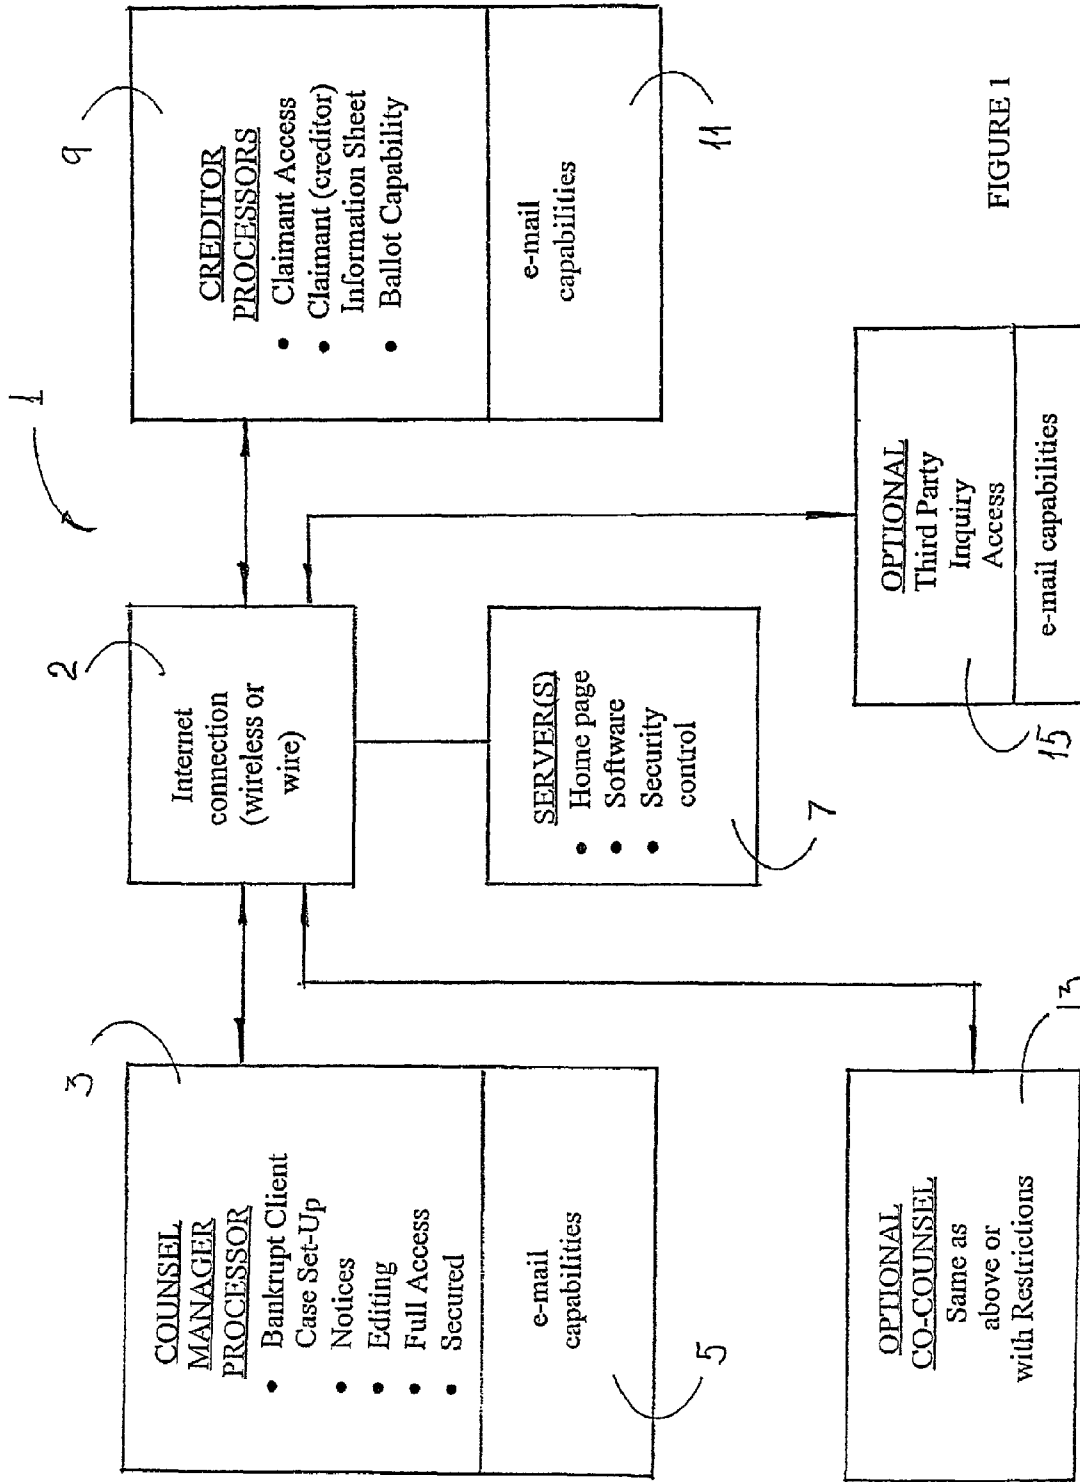 1
3
COUNSEL
MANAGER
PROCESSOR
• Bankrupt Client
Case Set-Up
• Notices
• Editing
• Full Access
• Secured
e-mail
capabilities
5
2
Internet
connection
(wireless or
wire)
9
CREDITOR
PROCESSORS
• Claimant Access
• Claimant (creditor)
Information Sheet
• Ballot Capability
e-mail
capabilities
11
SERVER(S)
• Home page
• Software
• Security
control
7
OPTIONAL
CO-COUNSEL
Same as
above or
with Restrictions
13
OPTIONAL
Third Party
Inquiry
Access
e-mail capabilities
15
FIGURE 1